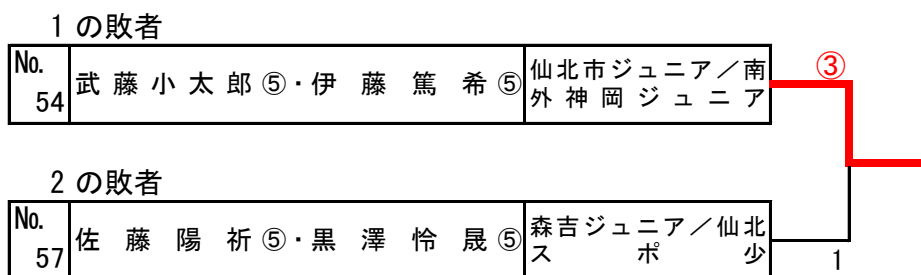 1 の敗者
No. 54 武藤小太郎⑤・伊藤篤希⑤ 仙北市ジュニア／南
外神岡ジュニア
③
2 の敗者
No. 57 佐藤陽祈⑤・黒澤怜晟⑤ 森吉ジュニア／仙北
スポ少
1